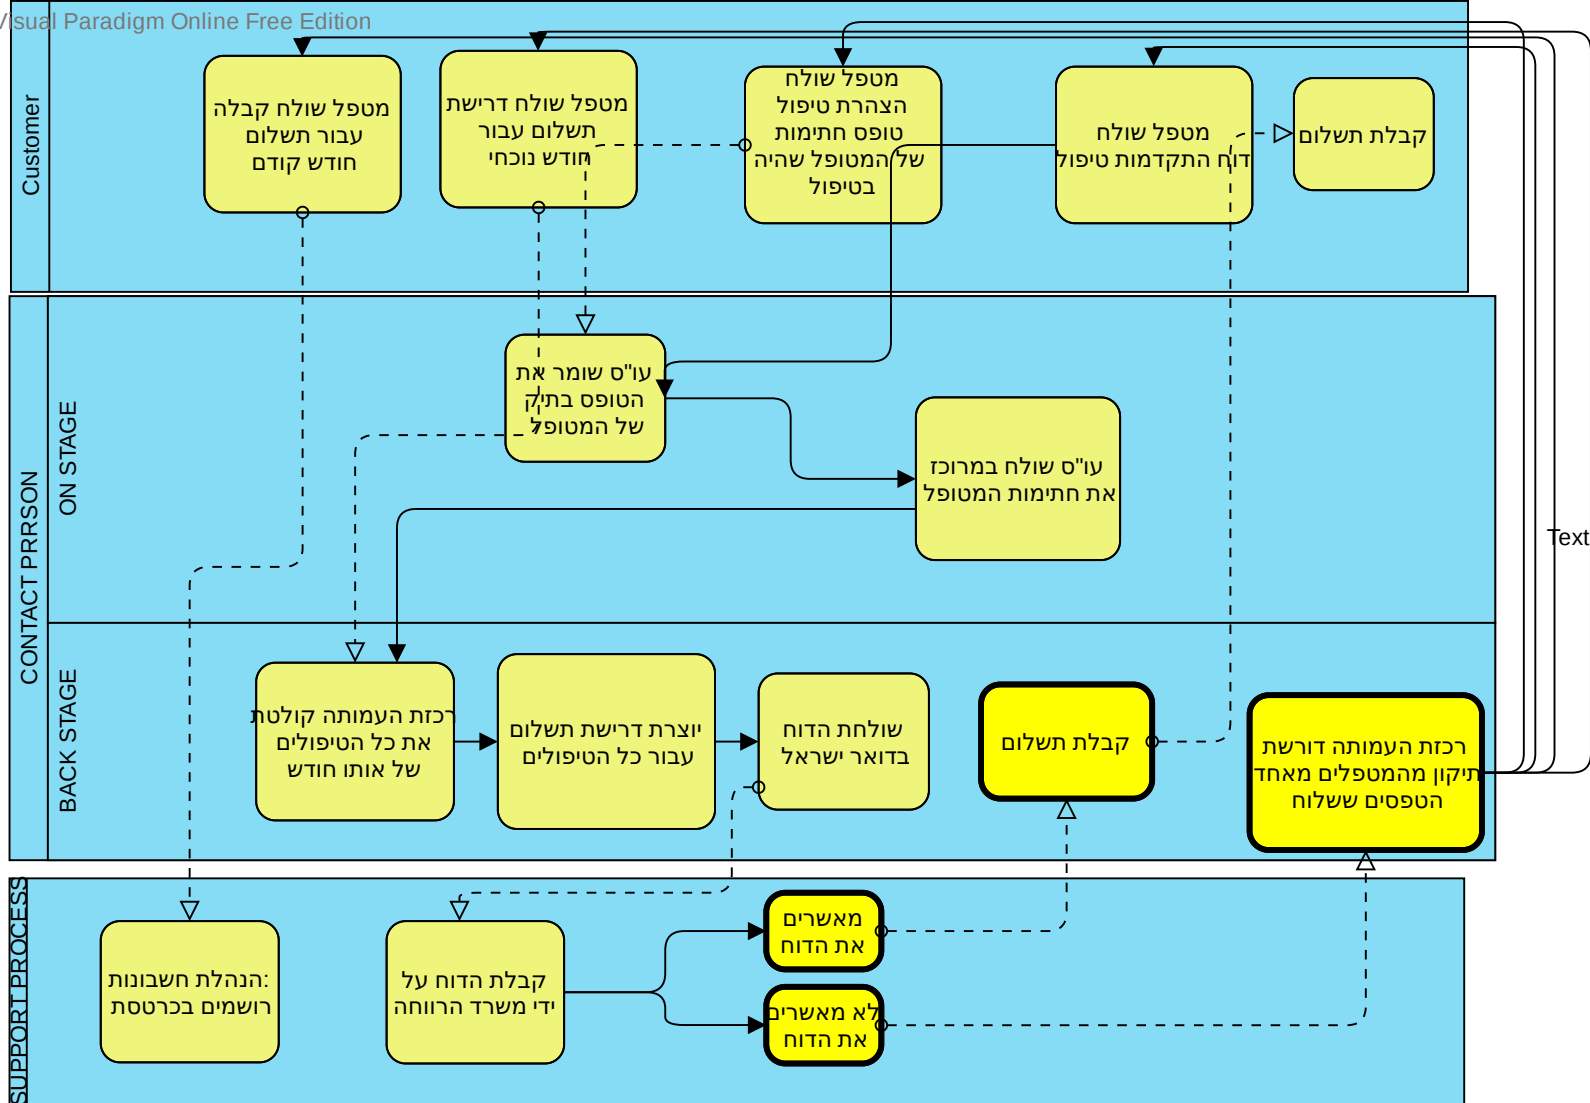 Visual Paradigm Online Free Edition
Customer
מטפל שולח קבלה
עבור תשלום
חודש קודם
מטפל שולח דרישת
תשלום עבור
חודש נוכחי
מטפל שולח
הצהרת טיפול
טופס חתימות
של המטופל שהיה
בטיפול
מטפל שולח
דוח התקדמות טיפול
קבלת תשלום
CONTACT PRRSON
ON STAGE
עו"ס שומר את
הטופס בתיק
של המטופל
עו"ס שולח במרוכז
את חתימות המטופל
Text
BACK STAGE
רכזת העמותה קולטת
את כל הטיפולים
של אותו חודש
יוצרת דרישת תשלום
עבור כל הטיפולים
שולחת הדוח
בדואר ישראל
קבלת תשלום
רכזת העמותה דורשת
תיקון מהמטפלים מאחד
הטפסים ששלוח
SUPPORT PROCESS
הנהלת חשבונות:
רושמים בכרטסת
קבלת הדוח על
ידי משרד הרווחה
מאשרים
את הדוח
לא מאשרים
את הדוח